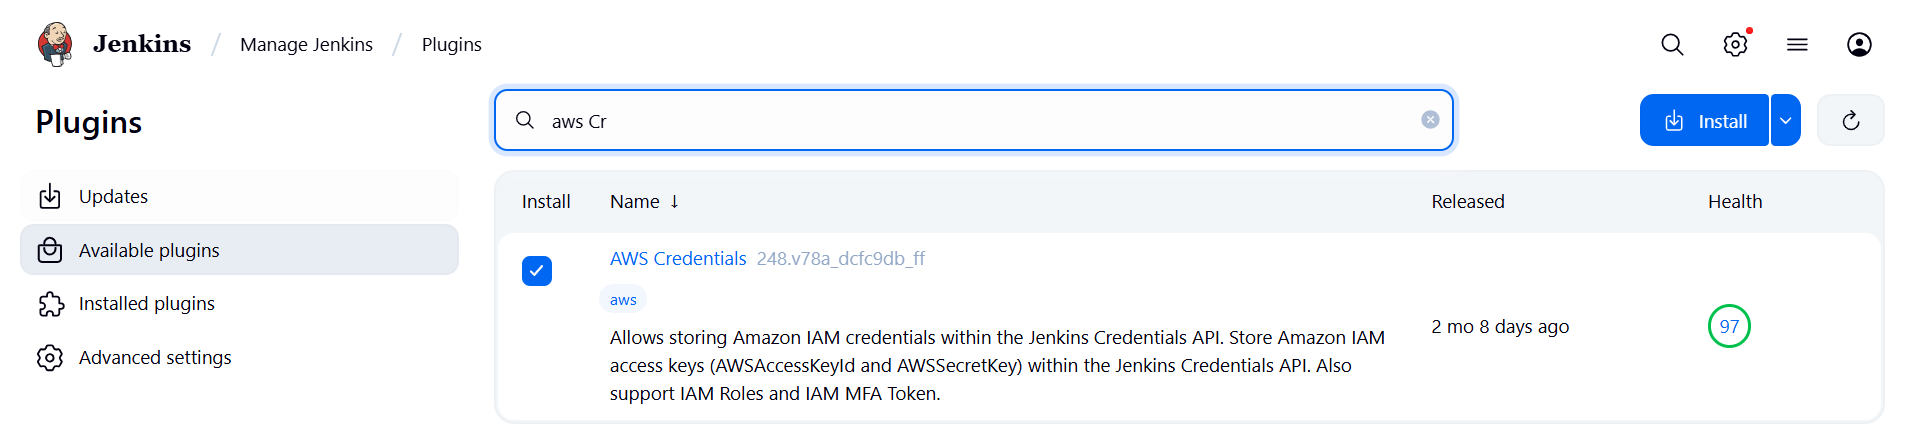 Jenkins / Manage Jenkins / Plugins
Plugins
Updates
Available plugins
Installed plugins
Advanced settings
aws Cr
Install
Install Name ↓ Released Health
AWS Credentials 248.v78a_dcfc9db_ff
aws
Allows storing Amazon IAM credentials within the Jenkins Credentials API. Store Amazon IAM
access keys (AWSAccessKeyId and AWSSecretKey) within the Jenkins Credentials API. Also
support IAM Roles and IAM MFA Token.
2 mo 8 days ago
97